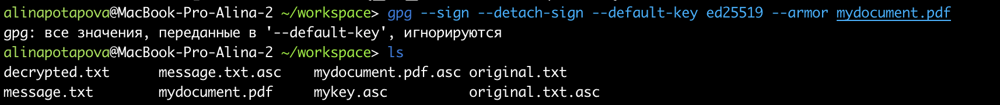 alinapotapova@MacBook-Pro-Alina-2 ~/workspace> gpg --sign --detach-sign --default-key ed25519 --armor mydocument.pdf
gpg: все значения, переданные в '--default-key', игнорируются
alinapotapova@MacBook-Pro-Alina-2 ~/workspace> ls
decrypted.txt message.txt.asc mydocument.pdf.asc original.txt
message.txt mydocument.pdf mykey.asc original.txt.asc